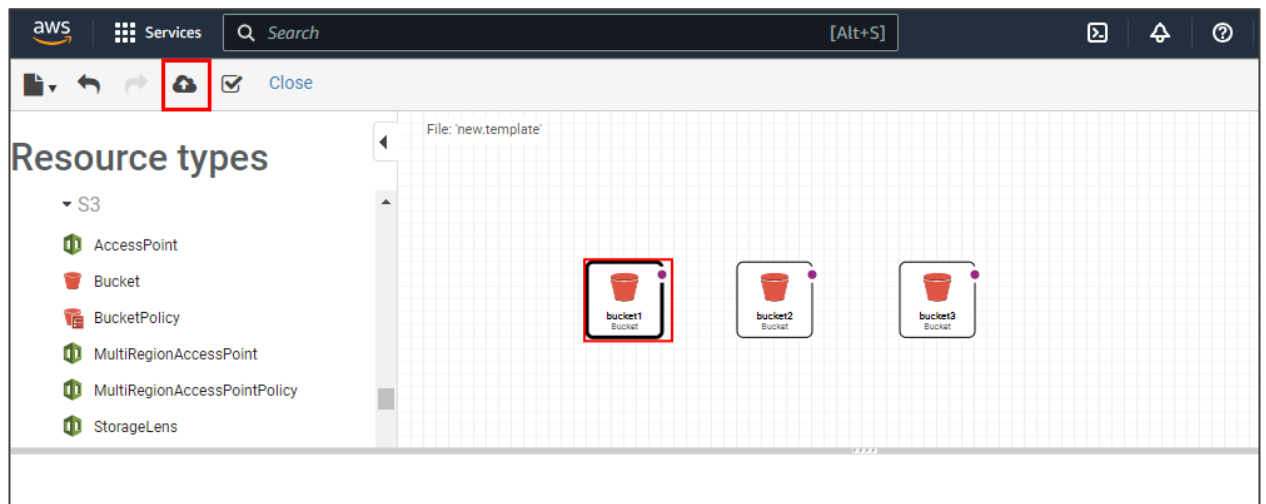 aws Services Search [Alt+S]
Close
File: 'new.template'
Resource types
S3
AccessPoint
Bucket
BucketPolicy
MultiRegionAccessPoint
MultiRegionAccessPointPolicy
StorageLens
bucket1 bucket2 bucket3
Bucket Bucket Bucket